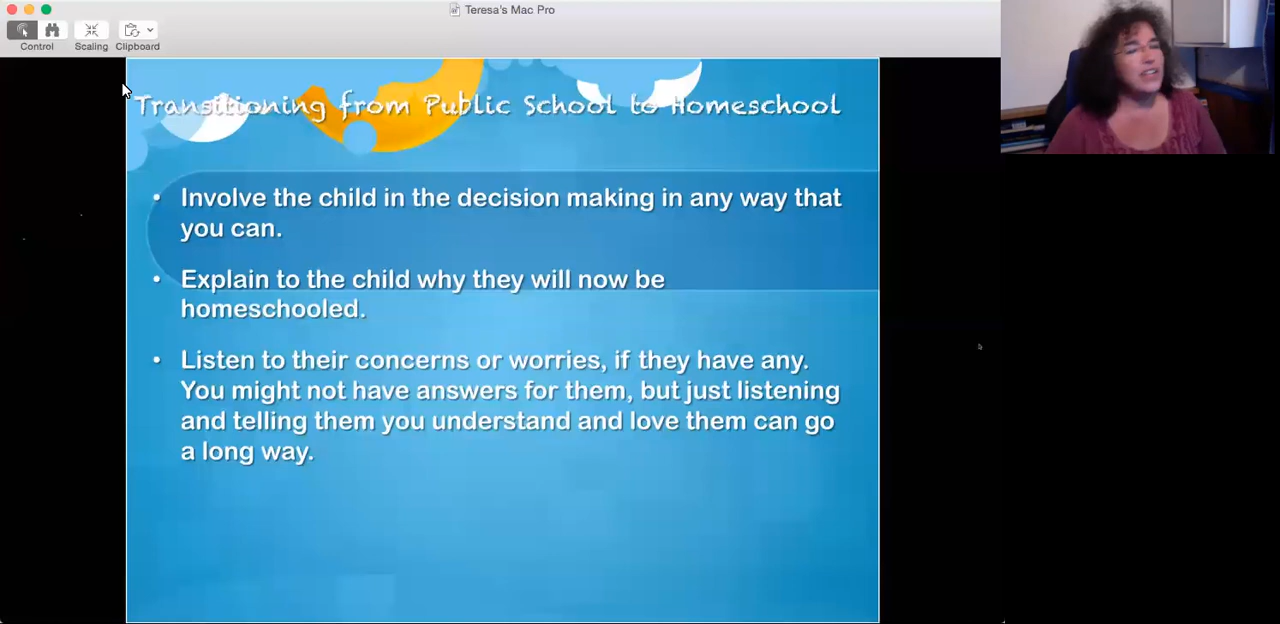 Teresa's Mac Pro
Control
Scaling
Clipboard
Transitioning from Public School to Homeschool
• Involve the child in the decision making in any way that
you can.
• Explain to the child why they will now be
homeschooled.
• Listen to their concerns or worries, if they have any.
You might not have answers for them, but just listening
and telling them you understand and love them can go
a long way.